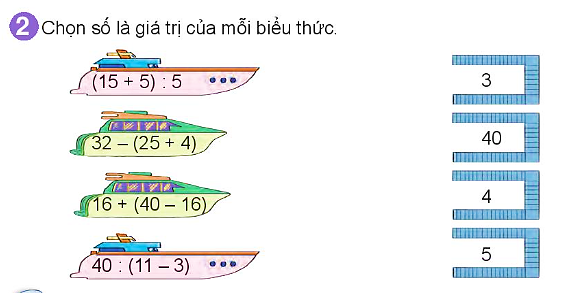 2 Chọn số là giá trị của mỗi biểu thức.
(15 + 5) : 5
3
32 – (25 + 4)
40
16 + (40 – 16)
4
40 : (11 – 3)
5